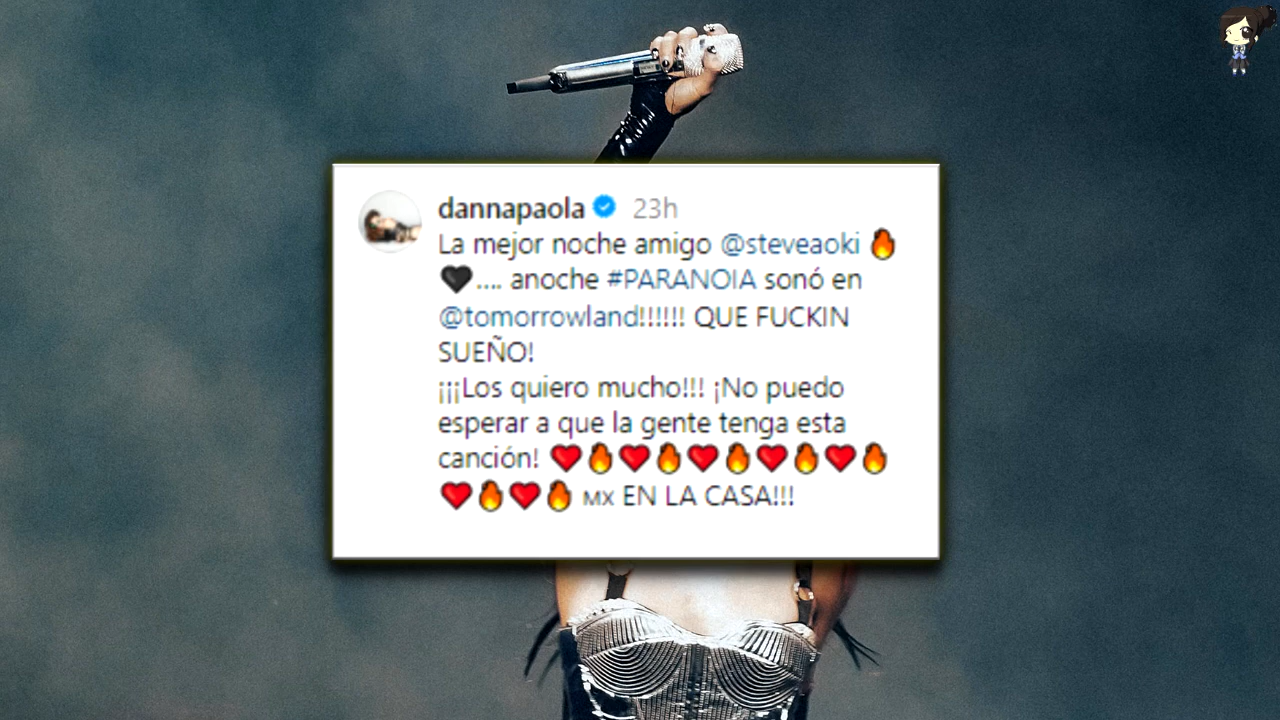 dannapaola 23h
La mejor noche amigo @steveaoki 🔥
🖤.... anoche #PARANOIA sonó en
@tomorrowland!!!!!! QUE FUCKIN
SUEÑO!
¡¡¡Los quiero mucho!!! ¡No puedo
esperar a que la gente tenga esta
canción! ❤️🔥❤️🔥❤️🔥❤️🔥❤️🔥
❤️🔥❤️🔥 MX EN LA CASA!!!